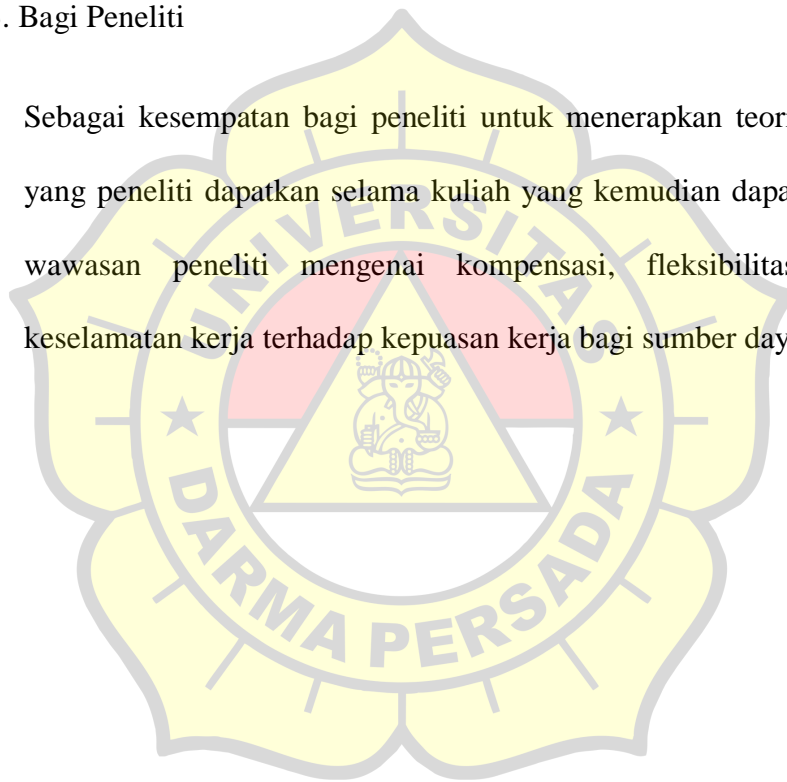 . Bagi Peneliti
Sebagai kesempatan bagi peneliti untuk menerapkan teori
yang peneliti dapatkan selama kuliah yang kemudian dapa
wawasan peneliti mengenai kompensasi, fleksibilitas
keselamatan kerja terhadap kepuasan kerja bagi sumber day
UNIVERSITAS
DARMA PERSADA